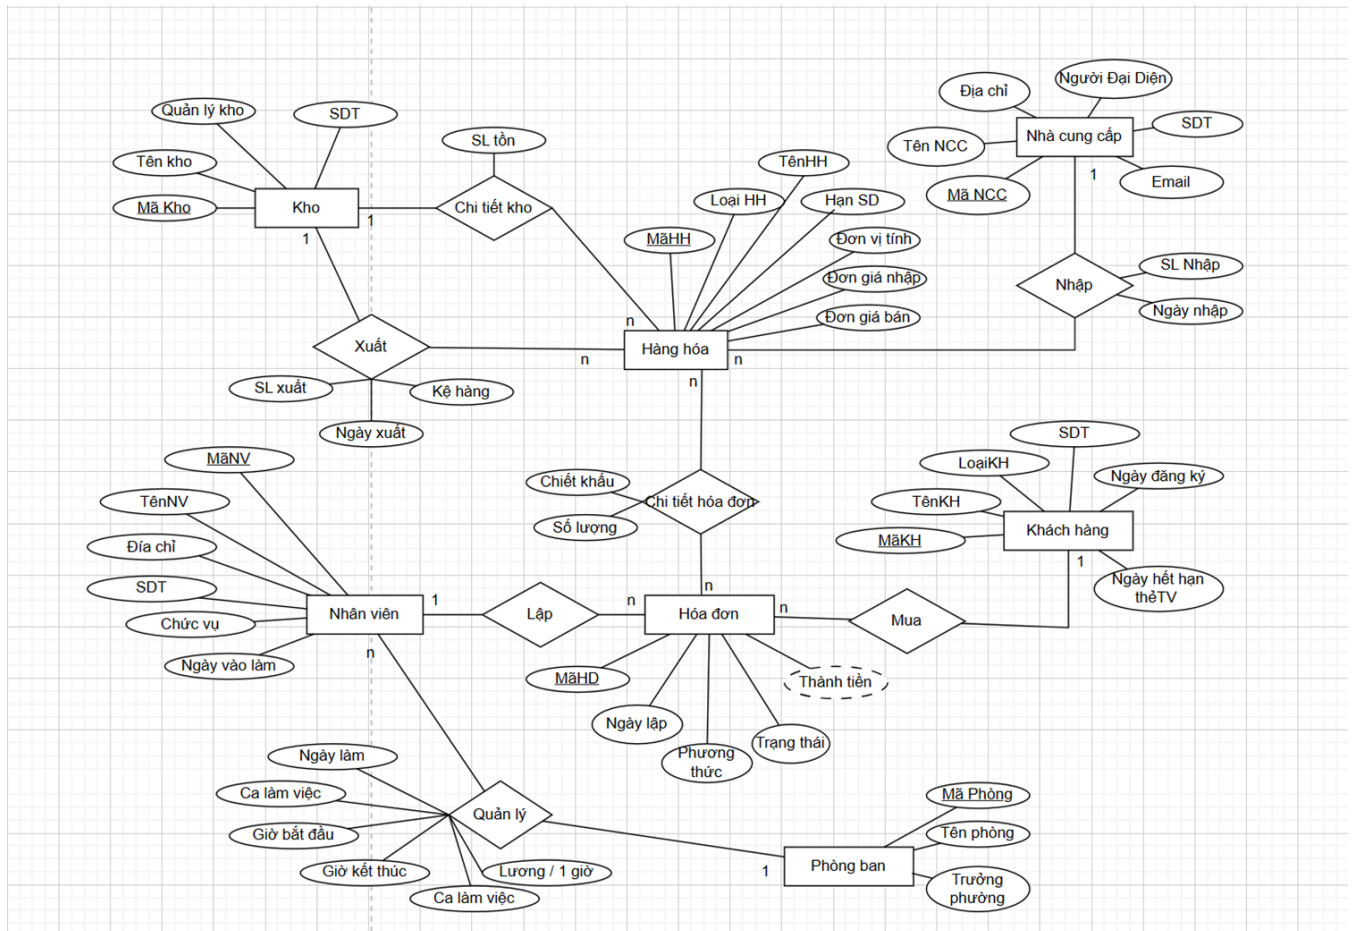 Quản lý kho
SDT
Tên kho
Mã Kho
Kho
1
1
SL tồn
Chi tiết kho
n
Xuất
SL xuất
Kệ hàng
Ngày xuất
n
Hàng hóa
n
n
MãHH
Loại HH
TênHH
Hạn SD
Đơn vị tính
Đơn giá nhập
Đơn giá bán
Địa chỉ
Người Đại Diện
Tên NCC
Nhà cung cấp
SDT
Mã NCC
Email
1
Nhập
SL Nhập
Ngày nhập
Chiết khấu
Chi tiết hóa đơn
Số lượng
n
MãNV
TênNV
Đía chỉ
SDT
Chức vụ
Ngày vào làm
Nhân viên
1
n
Lập
n
Hóa đơn
n
MãHD
Ngày lập
Phương
thức
Trạng thái
Thành tiền
Mua
SDT
LoạiKH
Ngày đăng ký
TênKH
Khách hàng
MãKH
1
Ngày hết hạn
thẻTV
Ngày làm
Ca làm việc
Giờ bắt đầu
Giờ kết thúc
Ca làm việc
Lương / 1 giờ
Quản lý
1
Phòng ban
Mã Phòng
Tên phòng
Trưởng
phường